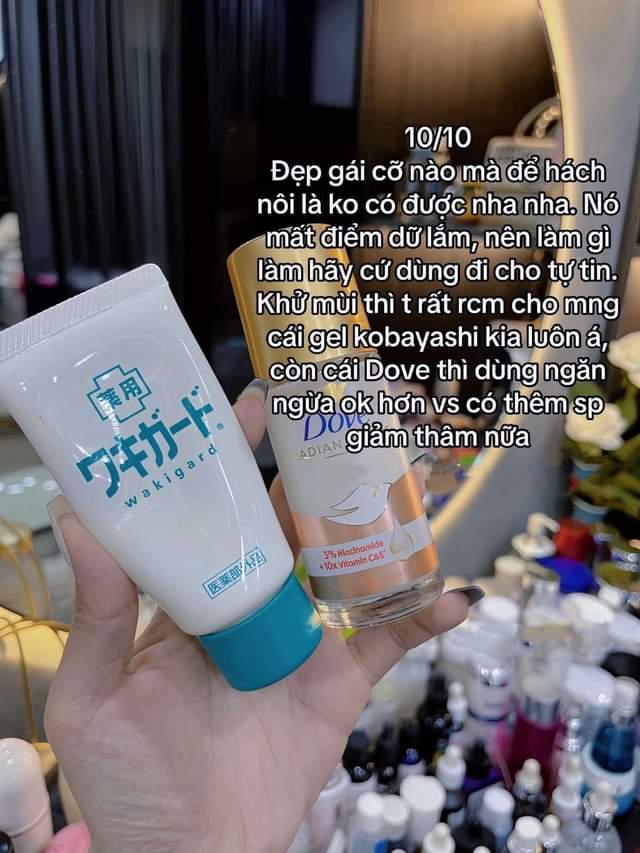 10/10
Đẹp gái cỡ nào mà để hách
nôi là ko có được nha nha. Nó
mất điểm dữ lắm, nên làm gì
làm hãy cứ dùng đi cho tự tin.
Khử mùi thì t rất rcm cho mng
cái gel kobayashi kia luôn á,
còn cái Dove thì dùng ngăn
ngừa ok hơn vs có thêm sp
giảm thâm nữa
薬用
ワキガード
wakigard
医薬部外品
Dove
3% Niacinamide
+ 10x Vitamin C&E*